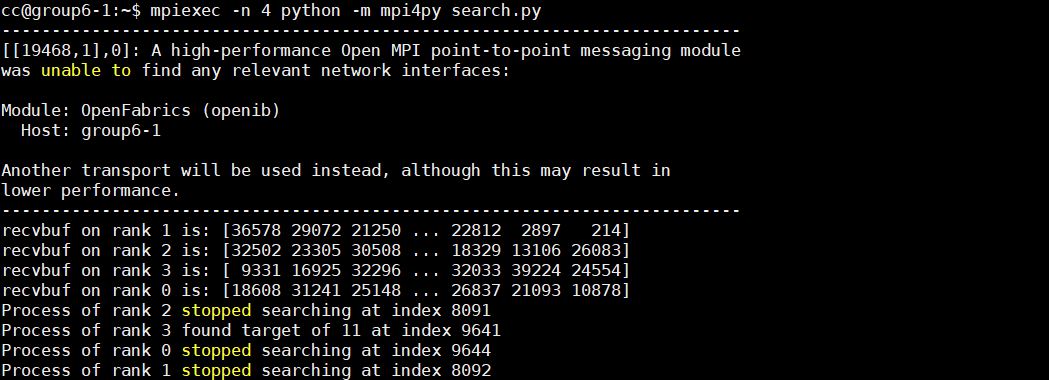 cc@group6-1:~$ mpiexec -n 4 python -m mpi4py search.py
--------------------------------------------------------------------------
[[19468,1],0]: A high-performance Open MPI point-to-point messaging module
was unable to find any relevant network interfaces:

Module: OpenFabrics (openib)
  Host: group6-1

Another transport will be used instead, although this may result in
lower performance.
--------------------------------------------------------------------------
recvbuf on rank 1 is: [36578 29072 21250 ... 22812  2897   214]
recvbuf on rank 2 is: [32502 23305 30508 ... 18329 13106 26083]
recvbuf on rank 3 is: [ 9331 16925 32296 ... 32033 39224 24554]
recvbuf on rank 0 is: [18608 31241 25148 ... 26837 21093 10878]
Process of rank 2 stopped searching at index 8091
Process of rank 3 found target of 11 at index 9641
Process of rank 0 stopped searching at index 9644
Process of rank 1 stopped searching at index 8092